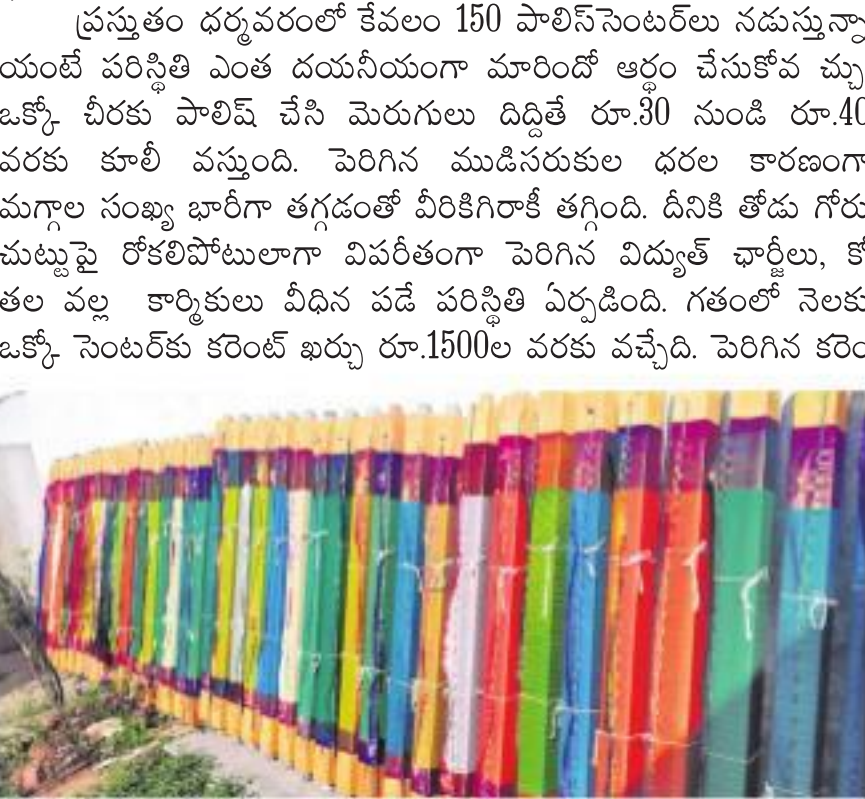 ప్రస్తుతం ధర్మవరంలో కేవలం 150 పాలిస్‌సెంటర్‌లు నడుస్తున్నా
యంటే పరిస్థితి ఎంత దయనీయంగా మారిందో ఆర్థం చేసుకోవ చ్చు
ఒక్కో చీరకు పాలిష్ చేసి మెరుగులు దిద్దితే రూ.30 నుండి రూ.40
వరకు కూలీ వస్తుంది. పెరిగిన ముడిసరుకుల ధరల కారణంగా
మగ్గాల సంఖ్య భారీగా తగ్గడంతో వీరికిగిరాకీ తగ్గింది. దీనికి తోడు గోరు
చుట్టుపై రోకలిపోటులాగా విపరీతంగా పెరిగిన విద్యుత్ ఛార్జీలు, కో
తల వల్ల కార్మికులు వీధిన పడే పరిస్థితి ఏర్పడింది. గతంలో నెలకు
ఒక్కో సెంటర్‌కు కరెంట్ ఖర్చు రూ.1500ల వరకు వచ్చేది. పెరిగిన కరెం